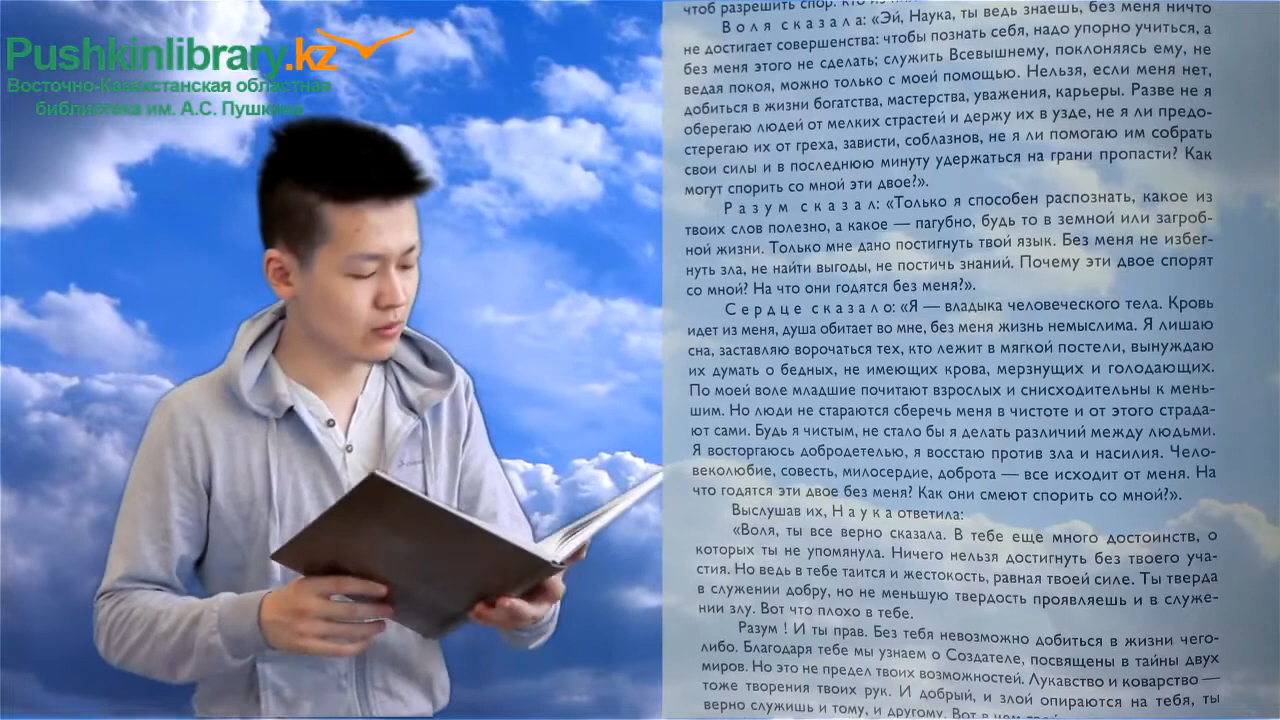 Pushkinlibrary.kz
Восточно-Казахстанская областная
библиотека им. А.С. Пушкина
чтоб разрешить спор. кто из
Воля сказала: «Эй, Наука, ты ведь знаешь, без меня ничто
не достигает совершенства: чтобы познать себя, надо упорно учиться, а
без меня этого не сделать; служить Всевышнему, поклоняясь ему, не
ведая покоя, можно только с моей помощью. Нельзя, если меня нет,
добиться в жизни богатства, мастерства, уважения, карьеры. Разве не я
оберегаю людей от мелких страстей и держу их в узде, не я ли предо-
стерегаю их от греха, зависти, соблазнов, не я ли помогаю им собрать
свои силы и в последнюю минуту удержаться на грани пропасти? Как
могут спорить со мной эти двое?».
Разум сказал: «Только я способен распознать, какое из
твоих слов полезно, а какое — пагубно, будь то в земной или загроб-
ной жизни. Только мне дано постигнуть твой язык. Без меня не избег-
нуть зла, не найти выгоды, не постичь знаний. Почему эти двое спорят
со мной? На что они годятся без меня?».
Сердце сказало: «Я — владыка человеческого тела. Кровь
идет из меня, душа обитает во мне, без меня жизнь немыслима. Я лишаю
сна, заставляю ворочаться тех, кто лежит в мягкой постели, вынуждаю
их думать о бедных, не имеющих крова, мерзнущих и голодающих.
По моей воле младшие почитают взрослых и снисходительны к мень-
шим. Но люди не стараются сберечь меня в чистоте и от этого страда-
ют сами. Будь я чистым, не стало бы я делать различий между людьми.
Я восторгаюсь добродетелью, я восстаю против зла и насилия. Чело-
веколюбие, совесть, милосердие, доброта — все исходит от меня. На
что годятся эти двое без меня? Как они смеют спорить со мной?».
Выслушав их, Наука ответила:
«Воля, ты все верно сказала. В тебе еще много достоинств, о
которых ты не упомянула. Ничего нельзя достигнуть без твоего уча-
стия. Но ведь в тебе таится и жестокость, равная твоей силе. Ты тверда
в служении добру, но не меньшую твердость проявляешь и в служе-
нии злу. Вот что плохо в тебе.
Разум ! И ты прав. Без тебя невозможно добиться в жизни чего-
либо. Благодаря тебе мы узнаем о Создателе, посвящены в тайны двух
миров. Но это не предел твоих возможностей. Лукавство и коварство —
тоже творения твоих рук. И добрый, и злой опираются на тебя, ты
верно служишь и тому, и другому. Вот в чем